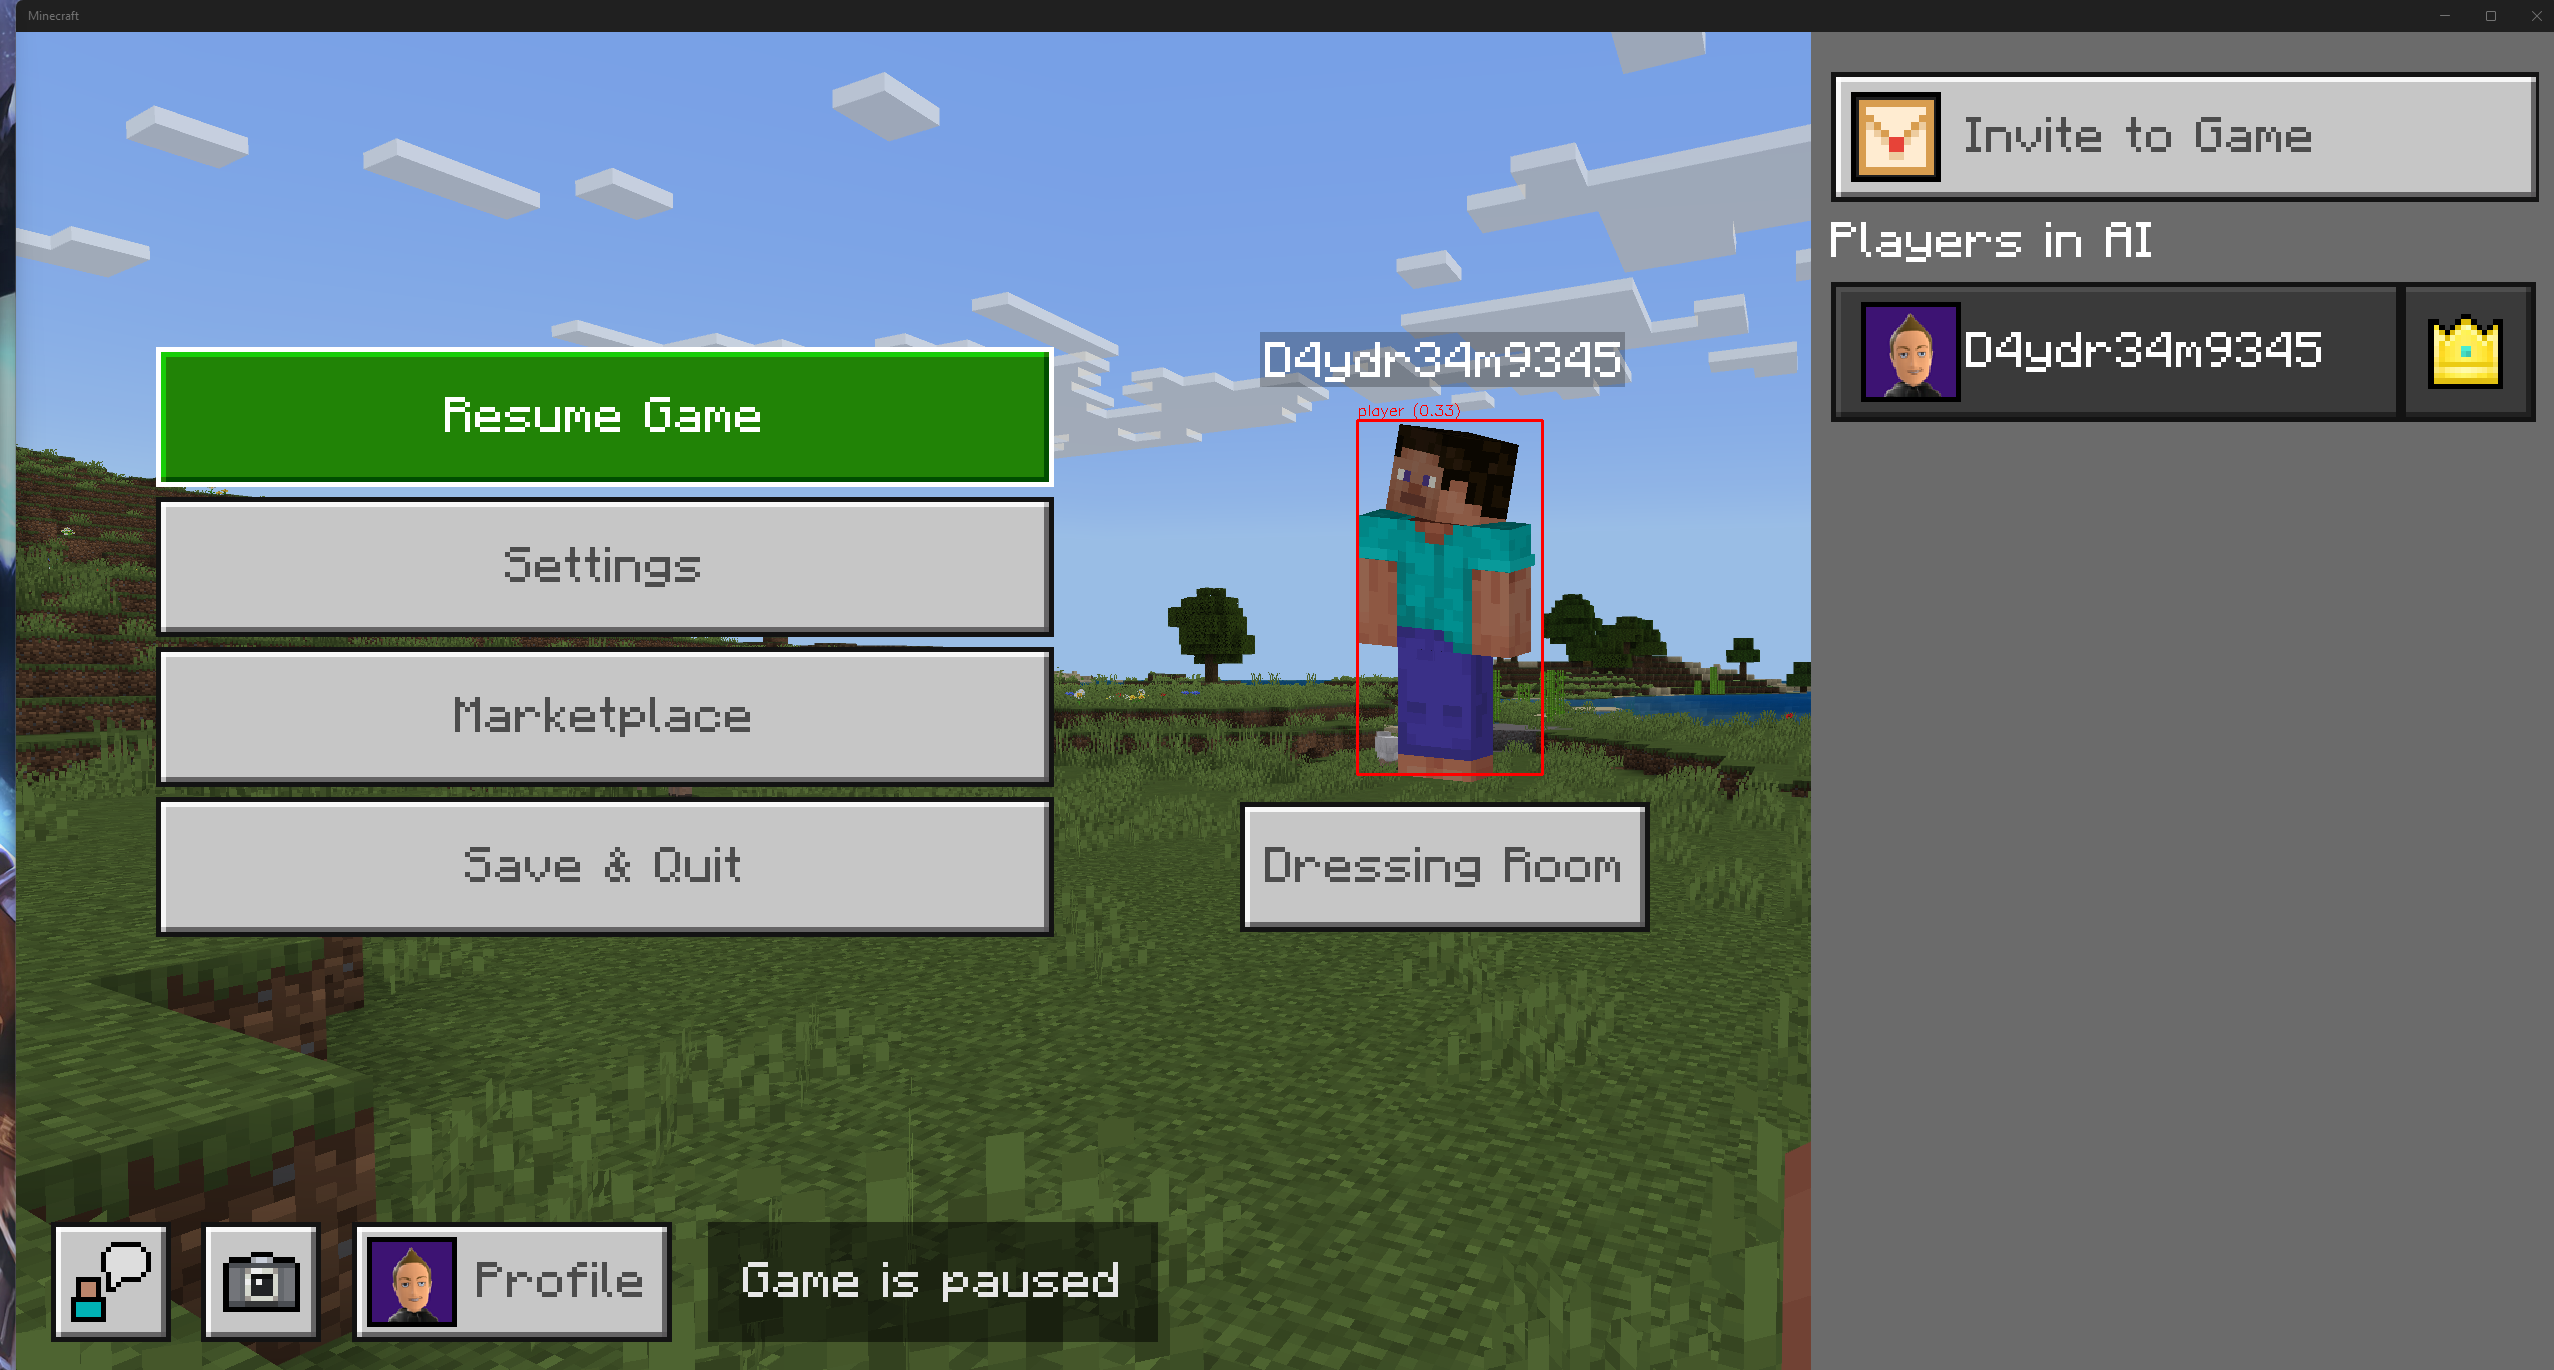 Minecraft
Invite to Game
Players in AI
D4ydr34m9345
D4ydr34m9345
player (0.33)
Resume Game
Settings
Marketplace
Save & Quit
Dressing Room
Profile
Game is paused